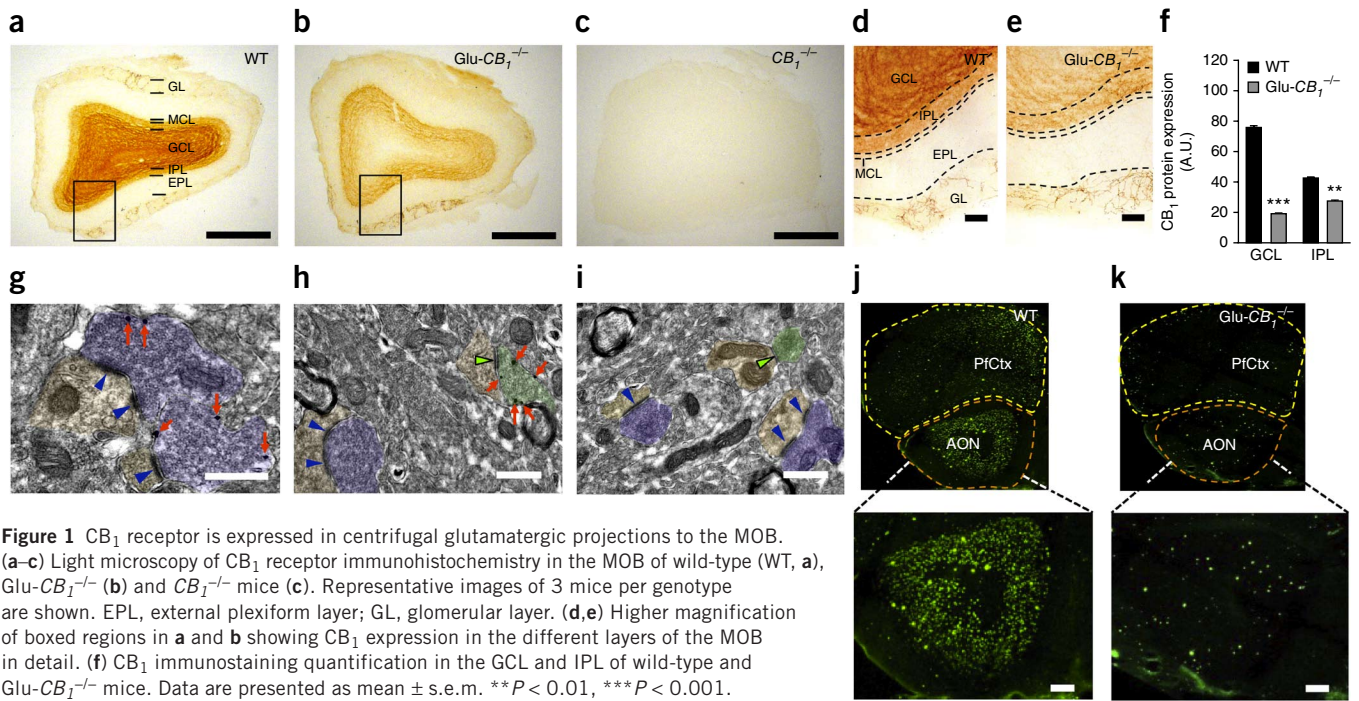 a
b
c
d
e
f
WT
Glu-CB₁⁻/⁻
CB₁⁻/⁻
GL
MCL
GCL
IPL
EPL
WT
GCL
IPL
EPL
MCL
GL
Glu-CB₁⁻/⁻
WT
Glu-CB₁⁻/⁻
CB₁ protein expression
(A.U.)
120
100
80
60
40
20
0
***
**
GCL IPL
g
h
i
j
k
WT
PfCtx
AON
Glu-CB₁⁻/⁻
PfCtx
AON
Figure 1 CB₁ receptor is expressed in centrifugal glutamatergic projections to the MOB.
(a–c) Light microscopy of CB₁ receptor immunohistochemistry in the MOB of wild-type (WT, a),
Glu-CB₁⁻/⁻ (b) and CB₁⁻/⁻ mice (c). Representative images of 3 mice per genotype
are shown. EPL, external plexiform layer; GL, glomerular layer. (d,e) Higher magnification
of boxed regions in a and b showing CB₁ expression in the different layers of the MOB
in detail. (f) CB₁ immunostaining quantification in the GCL and IPL of wild-type and
Glu-CB₁⁻/⁻ mice. Data are presented as mean ± s.e.m. **P < 0.01, ***P < 0.001.